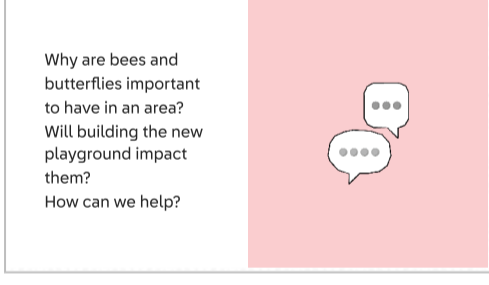 Why are bees and
butterflies important
to have in an area?
Will building the new
playground impact
them?
How can we help?